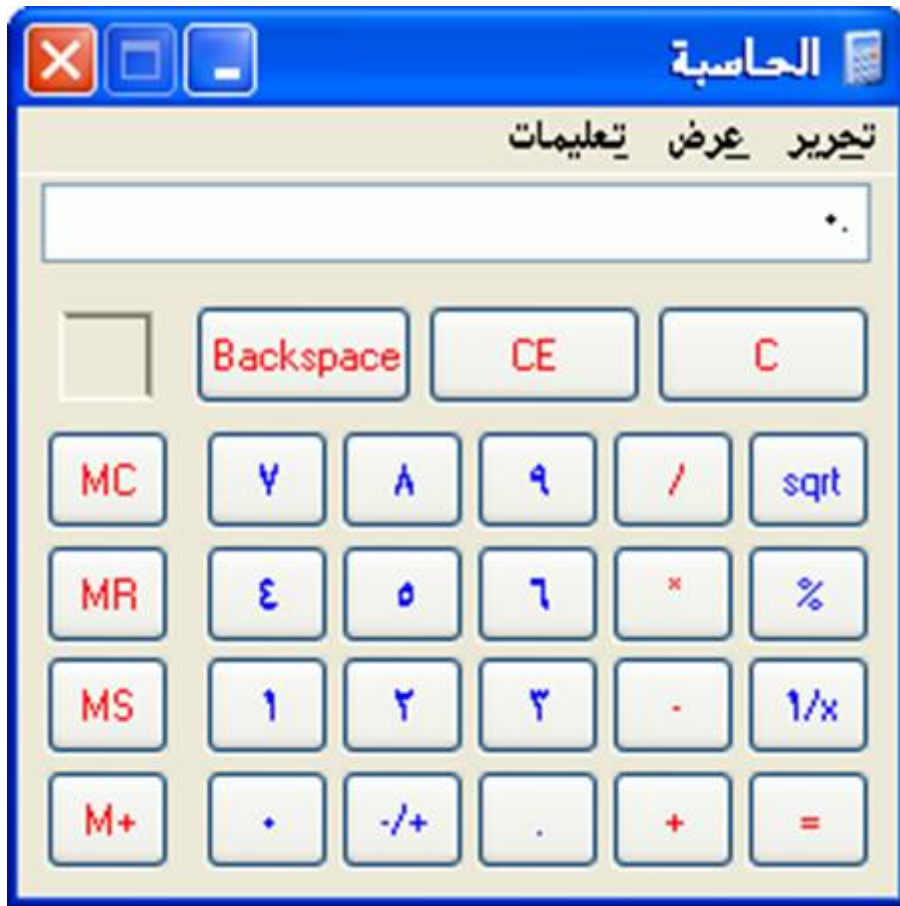 الحاسبة
تحرير عرض تعليمات
٠.
Backspace CE C
MC ٧ ٨ ٩ / sqrt
MR ٤ ٥ ٦ * %
MS ١ ٢ ٣ - ١/x
M+ ٠ -/+ . + =